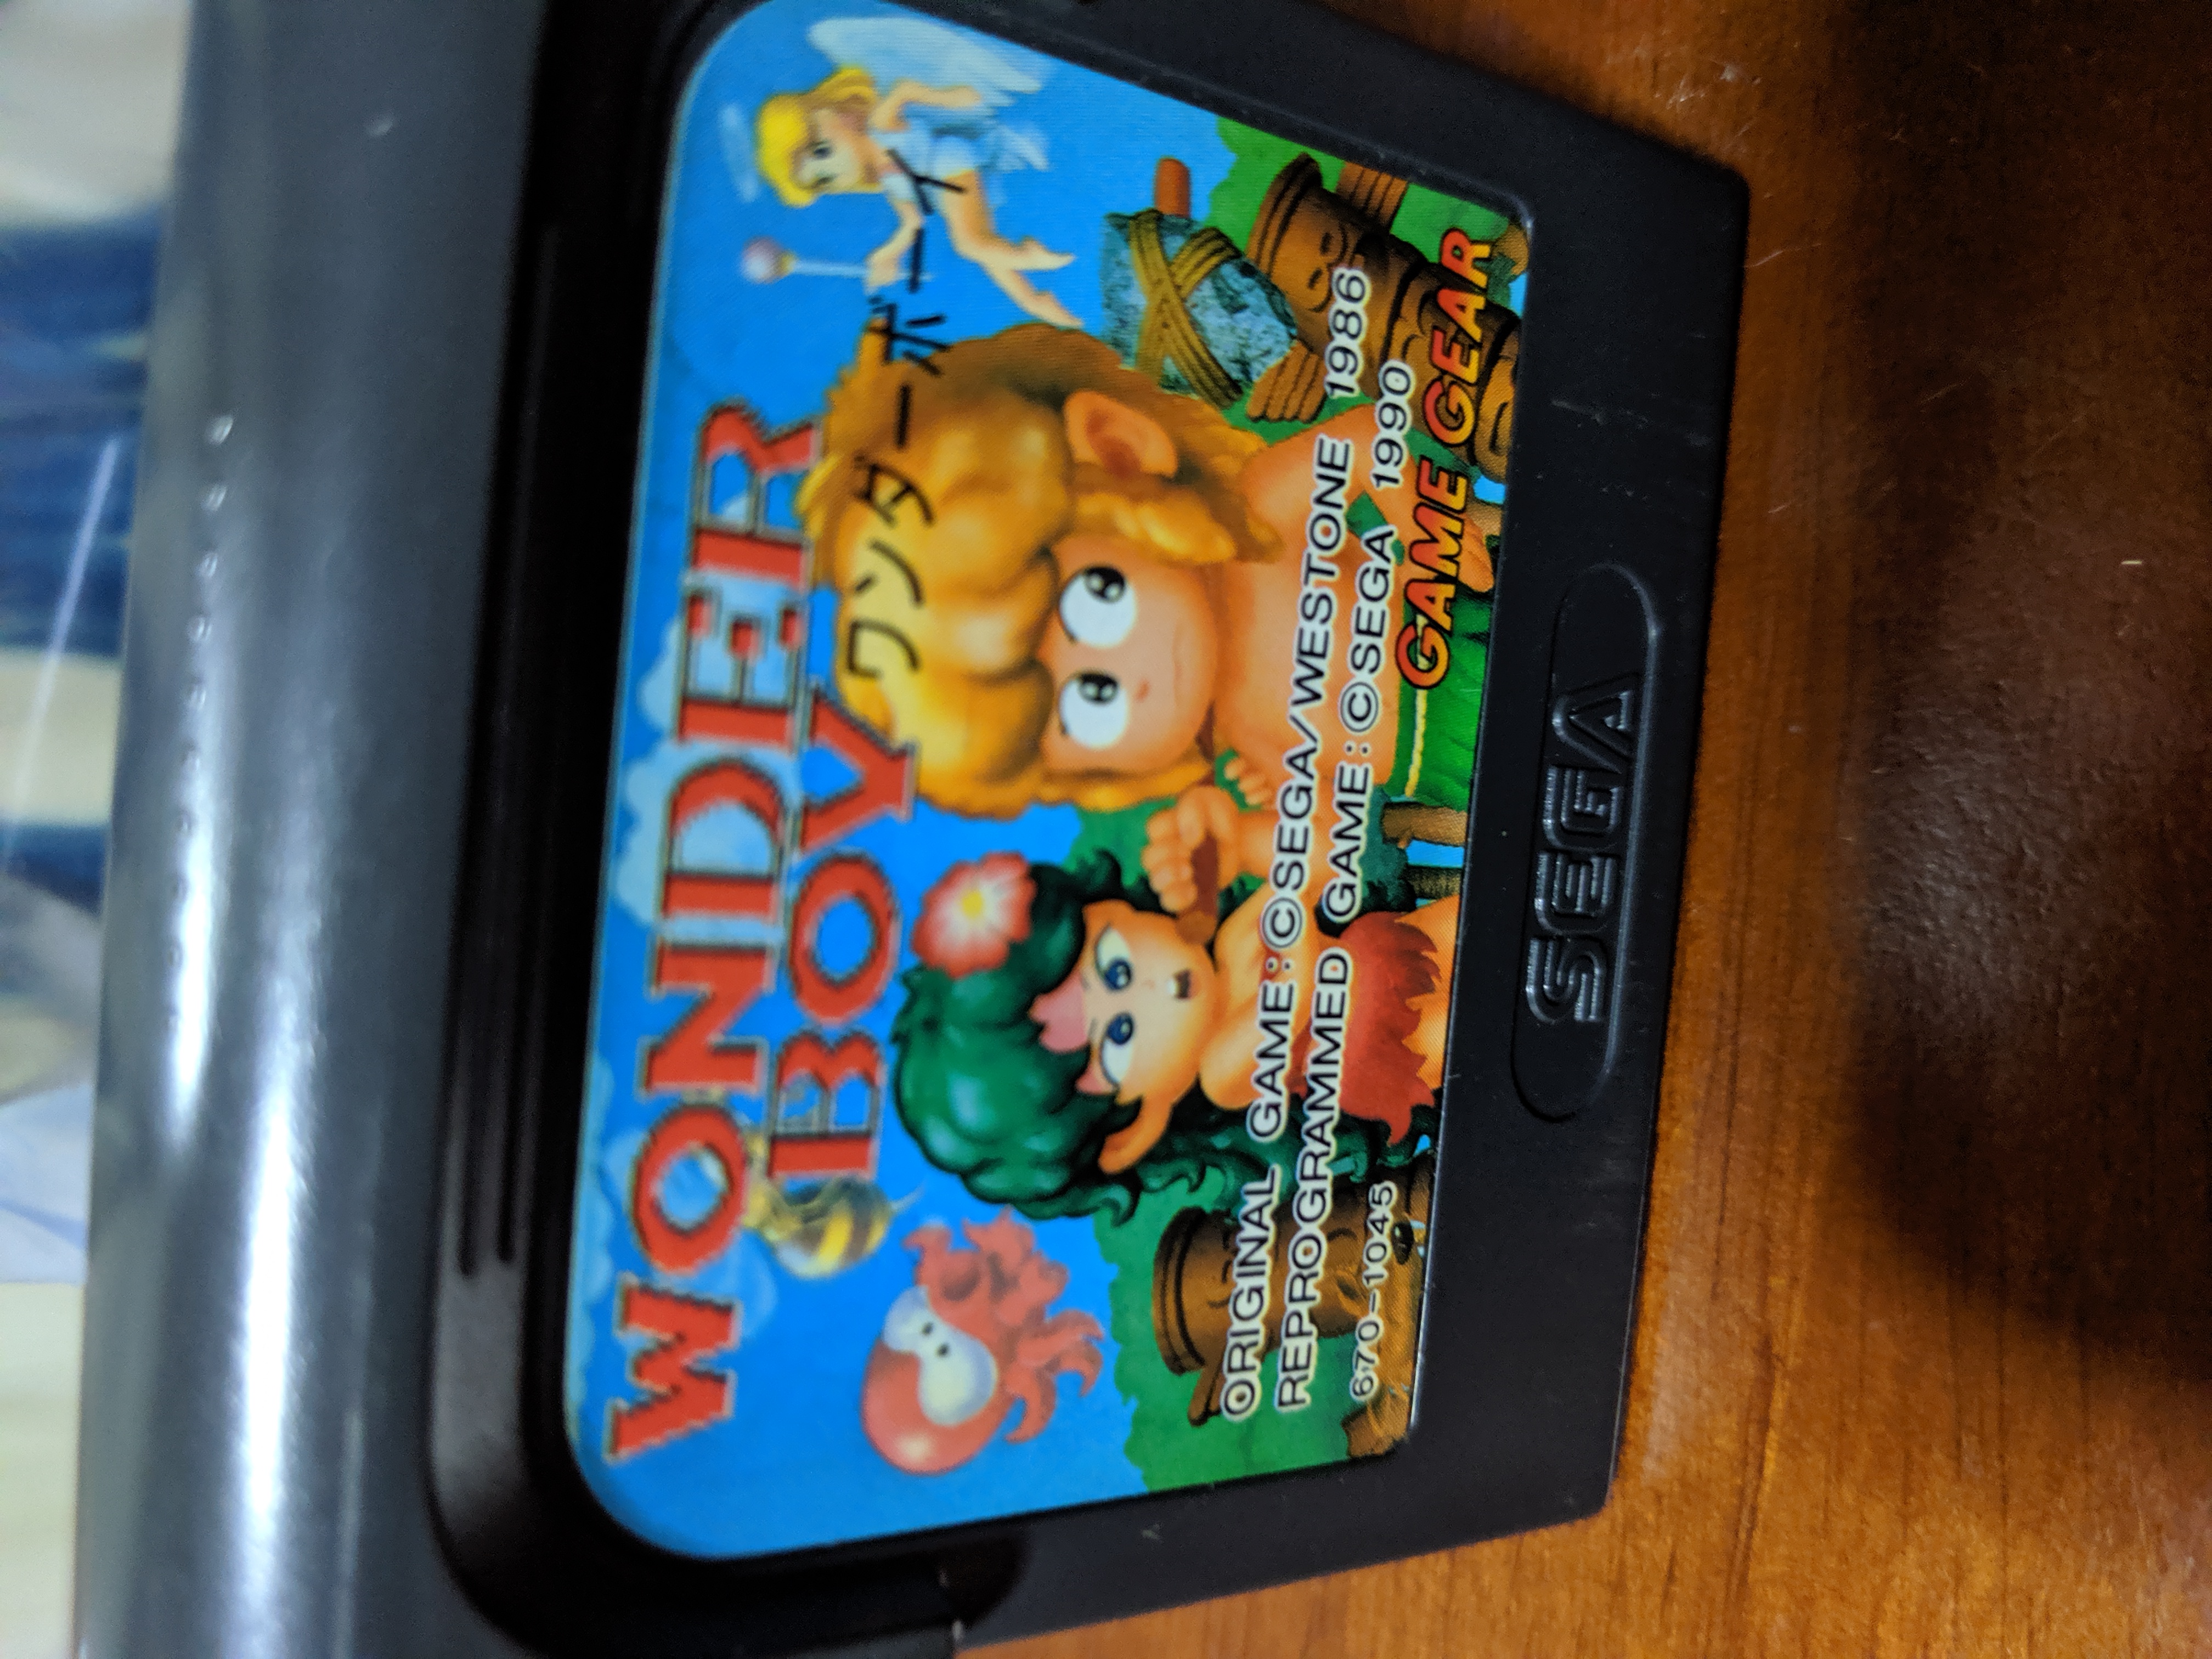 WONDER
BOY
ワンダーボーイ
ORIGINAL GAME:©SEGA/WESTONE 1986
REPROGRAMMED GAME:©SEGA 1990
670-1045
GAME GEAR
SEGA